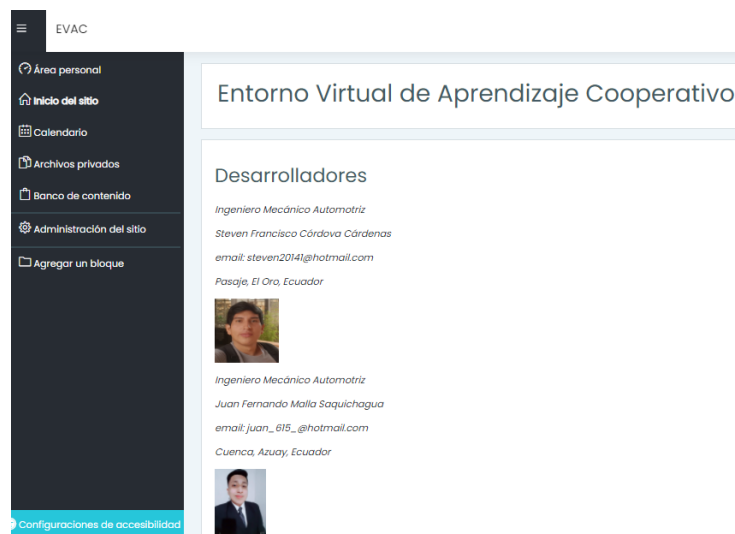 EVAC
Área personal
Inicio del sitio
Calendario
Archivos privados
Banco de contenido
Administración del sitio
Agregar un bloque
Configuraciones de accesibilidad
Entorno Virtual de Aprendizaje Cooperativo
Desarrolladores
Ingeniero Mecánico Automotriz
Steven Francisco Córdova Cárdenas
email: steven20141@hotmail.com
Pasaje, El Oro, Ecuador
Ingeniero Mecánico Automotriz
Juan Fernando Malla Saquichagua
email: juan_615_@hotmail.com
Cuenca, Azuay, Ecuador